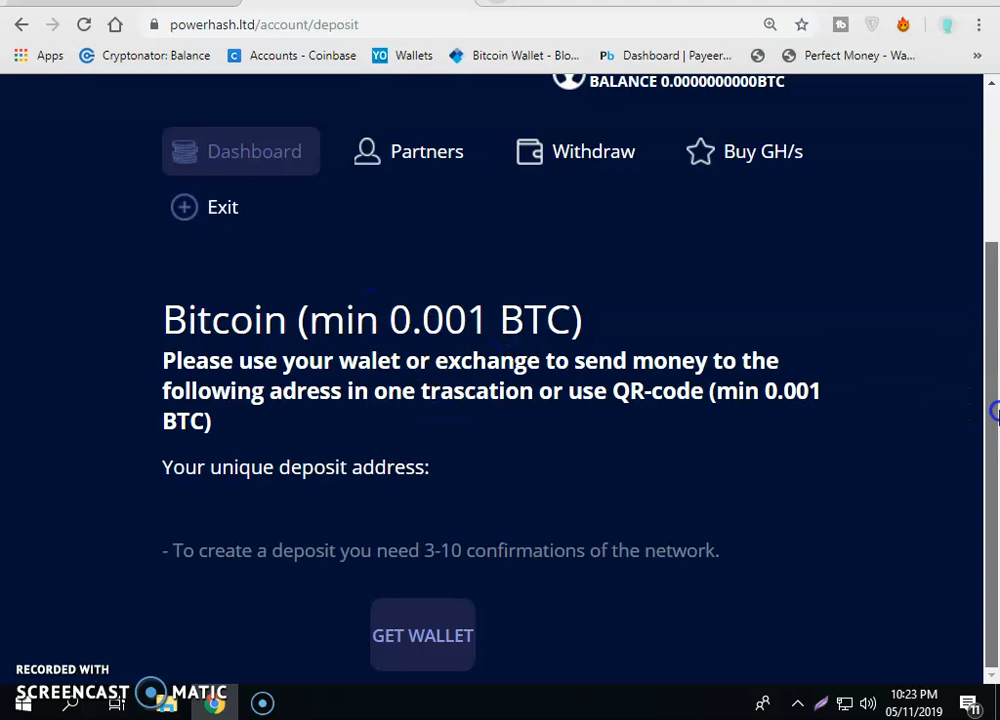 powerhash.ltd/account/deposit
Apps
Cryptonator: Balance
Accounts - Coinbase
YO Wallets
Bitcoin Wallet - Blo...
Pb Dashboard | Payeer...
Perfect Money - Wa...
»
BALANCE 0.0000000000BTC
Dashboard
Partners
Withdraw
Buy GH/s
Exit
Bitcoin (min 0.001 BTC)
Please use your walet or exchange to send money to the
following adress in one trascation or use QR-code (min 0.001
BTC)
Your unique deposit address:
- To create a deposit you need 3-10 confirmations of the network.
GET WALLET
RECORDED WITH
SCREENCAST MATIC
10:23 PM
05/11/2019
11